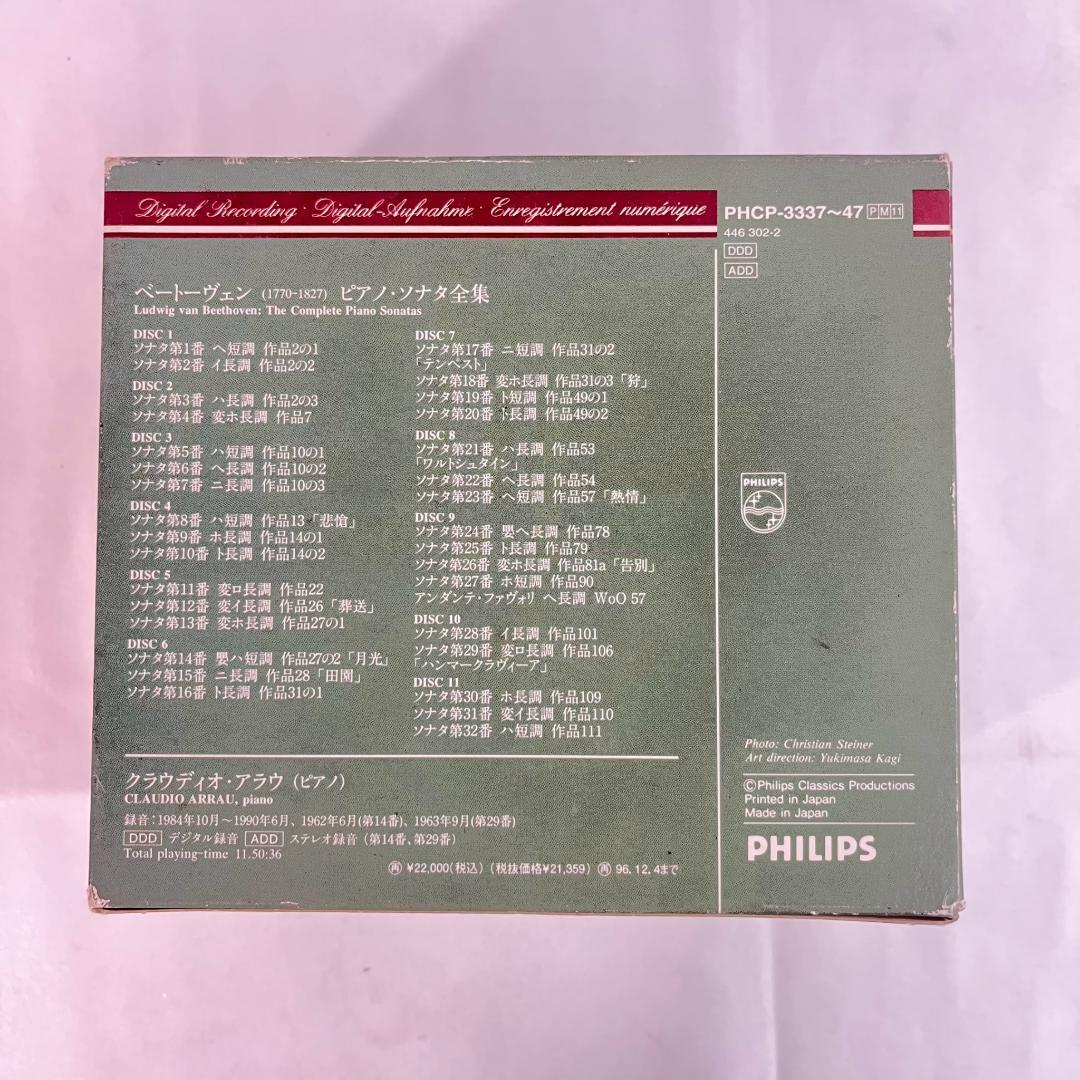 Digital Recording · Digital-Aufnahme · Enregistrement numérique
PHCP-3337〜47 PM11
446 302-2
DDD
ADD
ベートーヴェン (1770-1827) ピアノ・ソナタ全集
Ludwig van Beethoven: The Complete Piano Sonatas
DISC 1
ソナタ第1番 ヘ短調 作品2の1
ソナタ第2番 イ長調 作品2の2
DISC 2
ソナタ第3番 ハ長調 作品2の3
ソナタ第4番 変ホ長調 作品7
DISC 3
ソナタ第5番 ハ短調 作品10の1
ソナタ第6番 ヘ長調 作品10の2
ソナタ第7番 ニ長調 作品10の3
DISC 4
ソナタ第8番 ハ短調 作品13「悲愴」
ソナタ第9番 ホ長調 作品14の1
ソナタ第10番 ト長調 作品14の2
DISC 5
ソナタ第11番 変ロ長調 作品22
ソナタ第12番 変イ長調 作品26「葬送」
ソナタ第13番 変ホ長調 作品27の1
DISC 6
ソナタ第14番 嬰ハ短調 作品27の2「月光」
ソナタ第15番 ニ長調 作品28「田園」
ソナタ第16番 ト長調 作品31の1
DISC 7
ソナタ第17番 ニ短調 作品31の2
「テンペスト」
ソナタ第18番 変ホ長調 作品31の3「狩」
ソナタ第19番 ト短調 作品49の1
ソナタ第20番 ト長調 作品49の2
DISC 8
ソナタ第21番 ハ長調 作品53
「ワルトシュタイン」
ソナタ第22番 ヘ長調 作品54
ソナタ第23番 ヘ短調 作品57「熱情」
DISC 9
ソナタ第24番 嬰ヘ長調 作品78
ソナタ第25番 ト長調 作品79
ソナタ第26番 変ホ長調 作品81a「告別」
ソナタ第27番 ホ短調 作品90
アンダンテ・ファヴォリ ヘ長調 WoO 57
DISC 10
ソナタ第28番 イ長調 作品101
ソナタ第29番 変ロ長調 作品106
「ハンマークラヴィーア」
DISC 11
ソナタ第30番 ホ長調 作品109
ソナタ第31番 変イ長調 作品110
ソナタ第32番 ハ短調 作品111
クラウディオ・アラウ (ピアノ)
CLAUDIO ARRAU, piano
録音:1984年10月〜1990年6月、1962年6月(第14番)、1963年9月(第29番)
DDD デジタル録音 ADD ステレオ録音 (第14番、第29番)
Total playing-time 11.50:36
㊢ ¥22,000(税込) (税抜価格¥21,359) ㊢ 96.12.4まで
PHILIPS
Photo: Christian Steiner
Art direction: Yukimasa Kagi
©Philips Classics Productions
Printed in Japan
Made in Japan
PHILIPS